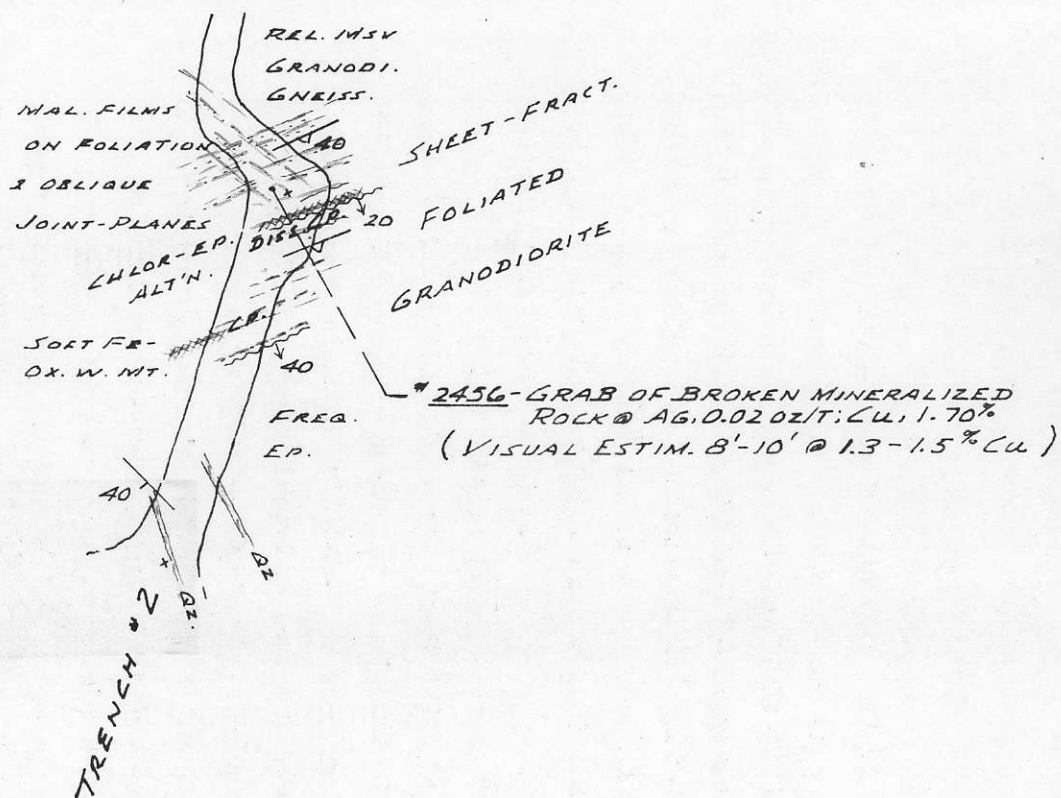 REL. MSV
GRANODI.
GNEISS.
MAL. FILMS
ON FOLIATION
& OBLIQUE
JOINT-PLANES
40
SHEET-FRACT.
FOLIATED
GRANODIORITE
20
CHLOR-EP.
ALT'N.
SOFT FE-
OX. W. MT.
40
FREQ.
EP.
#2456-GRAB OF BROKEN MINERALIZED
ROCK @ AG. 0.02 OZ/T; CU. 1.70%
(VISUAL ESTIM. 8'-10' @ 1.3-1.5% CU)
40
QZ
QZ.
TRENCH #2